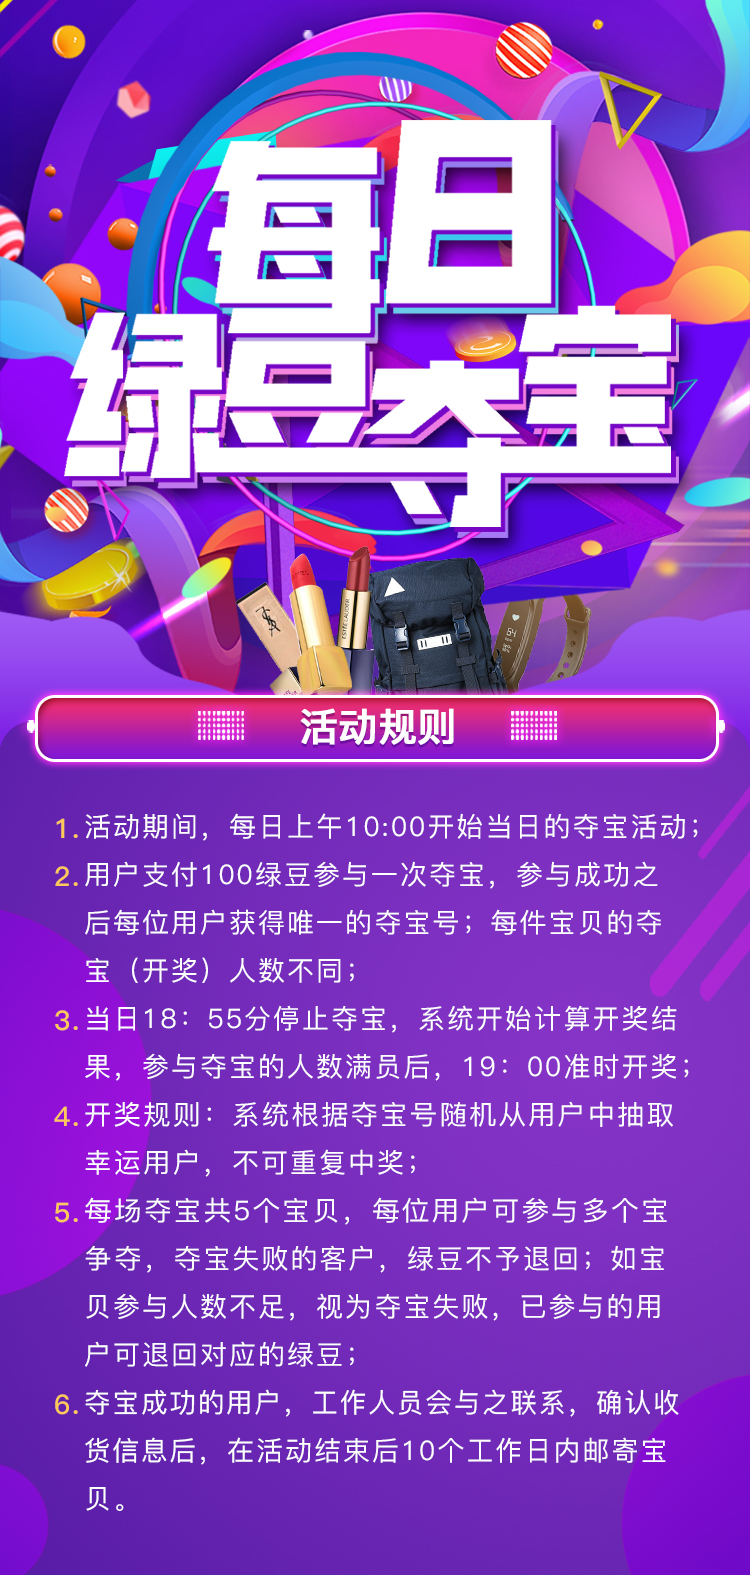 每日
绿豆夺宝
YSL
ESTEE LAUDER
54
活动规则
1. 活动期间，每日上午10:00开始当日的夺宝活动；
2. 用户支付100绿豆参与一次夺宝，参与成功之
后每位用户获得唯一的夺宝号；每件宝贝的夺
宝（开奖）人数不同；
3. 当日18：55分停止夺宝，系统开始计算开奖结
果，参与夺宝的人数满员后，19：00准时开奖；
4. 开奖规则：系统根据夺宝号随机从用户中抽取
幸运用户，不可重复中奖；
5. 每场夺宝共5个宝贝，每位用户可参与多个宝
争夺，夺宝失败的客户，绿豆不予退回；如宝
贝参与人数不足，视为夺宝失败，已参与的用
户可退回对应的绿豆；
6. 夺宝成功的用户，工作人员会与之联系，确认收
货信息后，在活动结束后10个工作日内邮寄宝
贝。